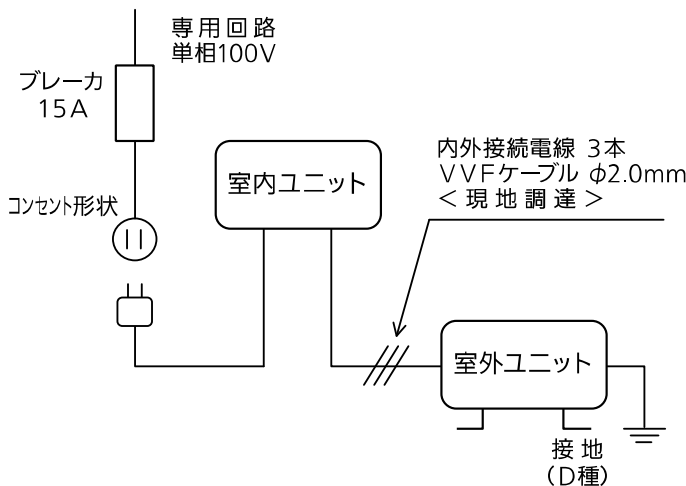 専用回路
単相100V
ブレーカ
15A
内外接続電線 3本
VVFケーブル φ2.0mm
<現地調達>
室内ユニット
コンセント形状
室外ユニット
接地
(D種)